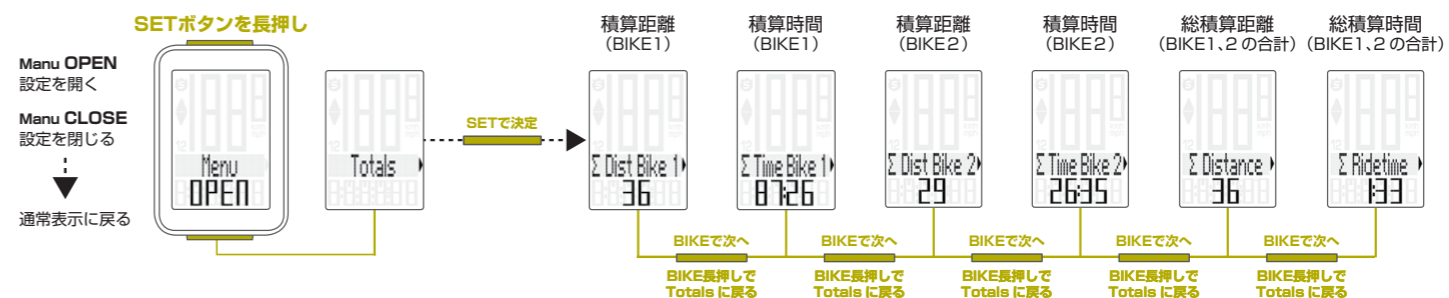 SETボタンを長押し
Manu OPEN
設定を開く
Manu CLOSE
設定を閉じる
通常表示に戻る
Menu
OPEN
Totals
SETで決定
積算距離
（BIKE1）
Σ Dist Bike 1
36
積算時間
（BIKE1）
Σ Time Bike 1
87:26
積算距離
（BIKE2）
Σ Dist Bike 2
29
積算時間
（BIKE2）
Σ Time Bike 2
26:35
総積算距離
（BIKE1、2 の合計）
Σ Distance
36
総積算時間
（BIKE1、2 の合計）
Σ Ridetime
1:33
BIKEで次へ
BIKE長押しで
Totals に戻る
BIKEで次へ
BIKE長押しで
Totals に戻る
BIKEで次へ
BIKE長押しで
Totals に戻る
BIKEで次へ
BIKE長押しで
Totals に戻る
BIKEで次へ
BIKE長押しで
Totals に戻る